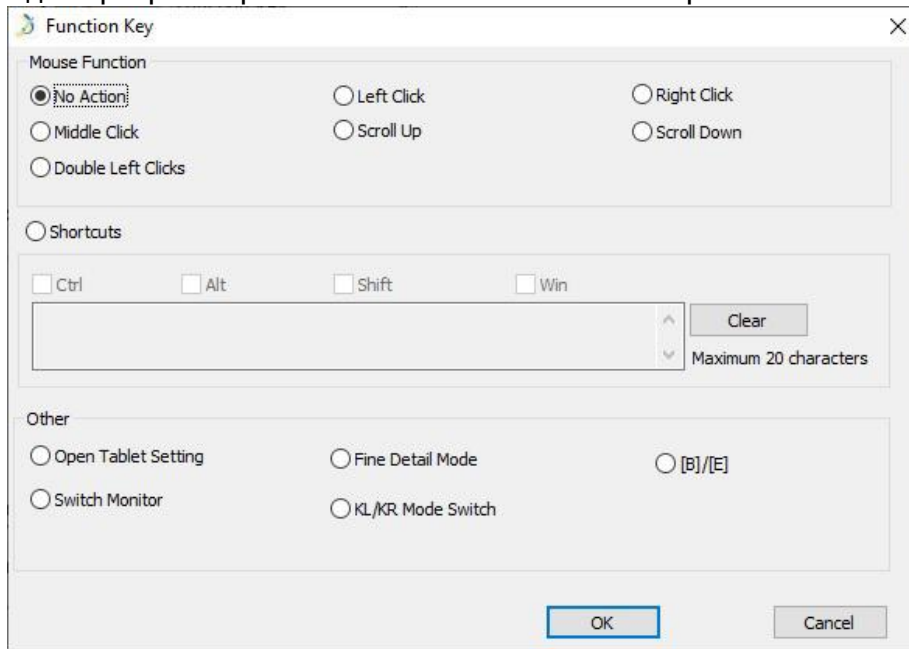 Function Key
Mouse Function
No Action Left Click Right Click
Middle Click Scroll Up Scroll Down
Double Left Clicks
Shortcuts
Ctrl Alt Shift Win
Clear
Maximum 20 characters
Other
Open Tablet Setting Fine Detail Mode [B]/[E]
Switch Monitor KL/KR Mode Switch
OK Cancel